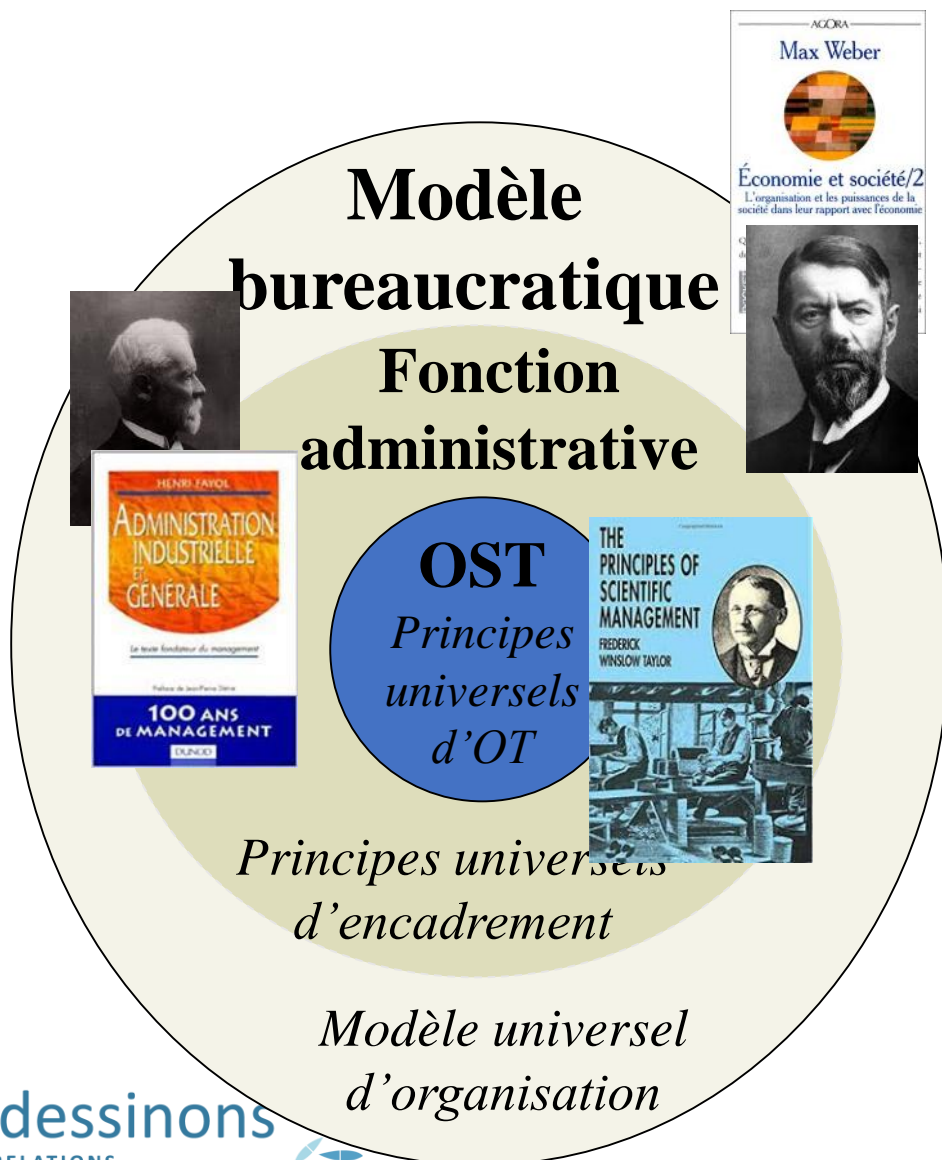 AGORA
Max Weber
Économie et société/2
L'organisation et les puissances de la
société dans leur rapport avec l'économie
Modèle
bureaucratique
Fonction
administrative
HENRI FAYOL
ADMINISTRATION
INDUSTRIELLE
ET
GÉNÉRALE
Le texte fondateur du management
100 ANS
DE MANAGEMENT
DUNOD
OST
Principes
universels
d’OT
THE
PRINCIPLES OF
SCIENTIFIC
MANAGEMENT
FREDERICK
WINSLOW TAYLOR
Principes universels
d’encadrement
Modèle universel
d’organisation
dessinons
RELATIONS